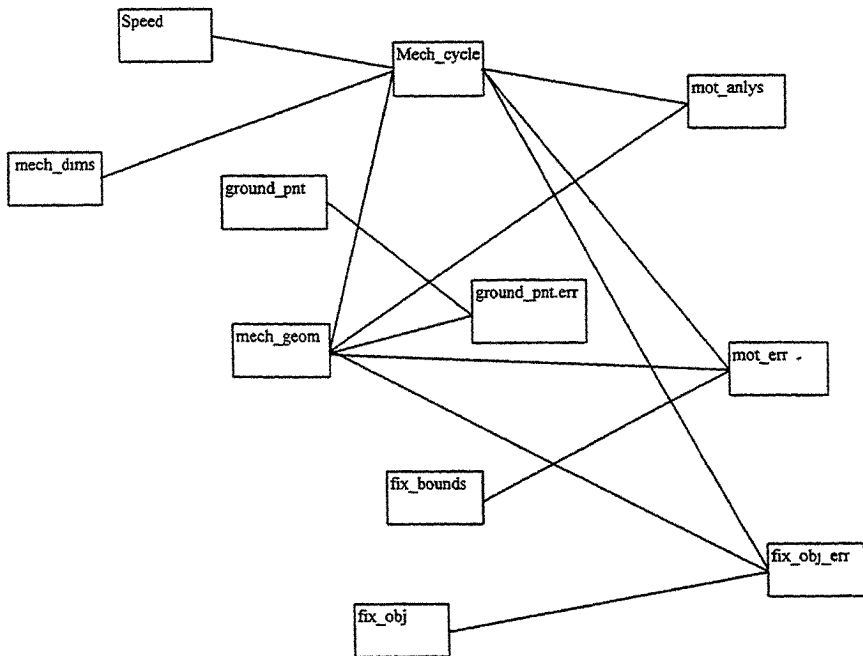 Speed
Mech_cycle
mot_anlys
mech_dims
ground_pnt
ground_pnt.err
mech_geom
mot_err
fix_bounds
fix_obj_err
fix_obj